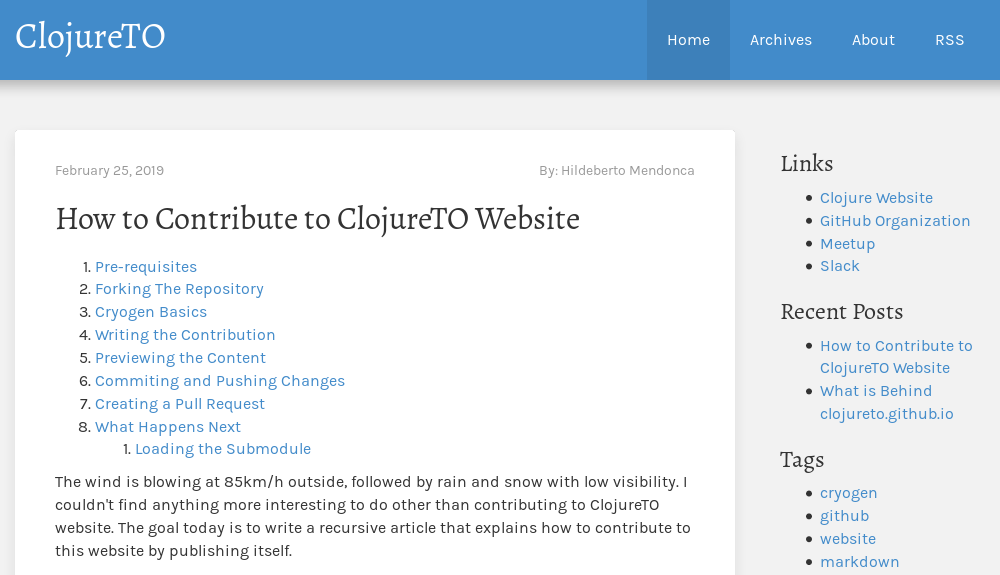 ClojureTO
Home
Archives
About
RSS
February 25, 2019
By: Hildeberto Mendonca
How to Contribute to ClojureTO Website
1. Pre-requisites
2. Forking The Repository
3. Cryogen Basics
4. Writing the Contribution
5. Previewing the Content
6. Commiting and Pushing Changes
7. Creating a Pull Request
8. What Happens Next
1. Loading the Submodule
The wind is blowing at 85km/h outside, followed by rain and snow with low visibility. I
couldn't find anything more interesting to do other than contributing to ClojureTO
website. The goal today is to write a recursive article that explains how to contribute to
this website by publishing itself.
Links
Clojure Website
GitHub Organization
Meetup
Slack
Recent Posts
How to Contribute to
ClojureTO Website
What is Behind
clojureto.github.io
Tags
cryogen
github
website
markdown